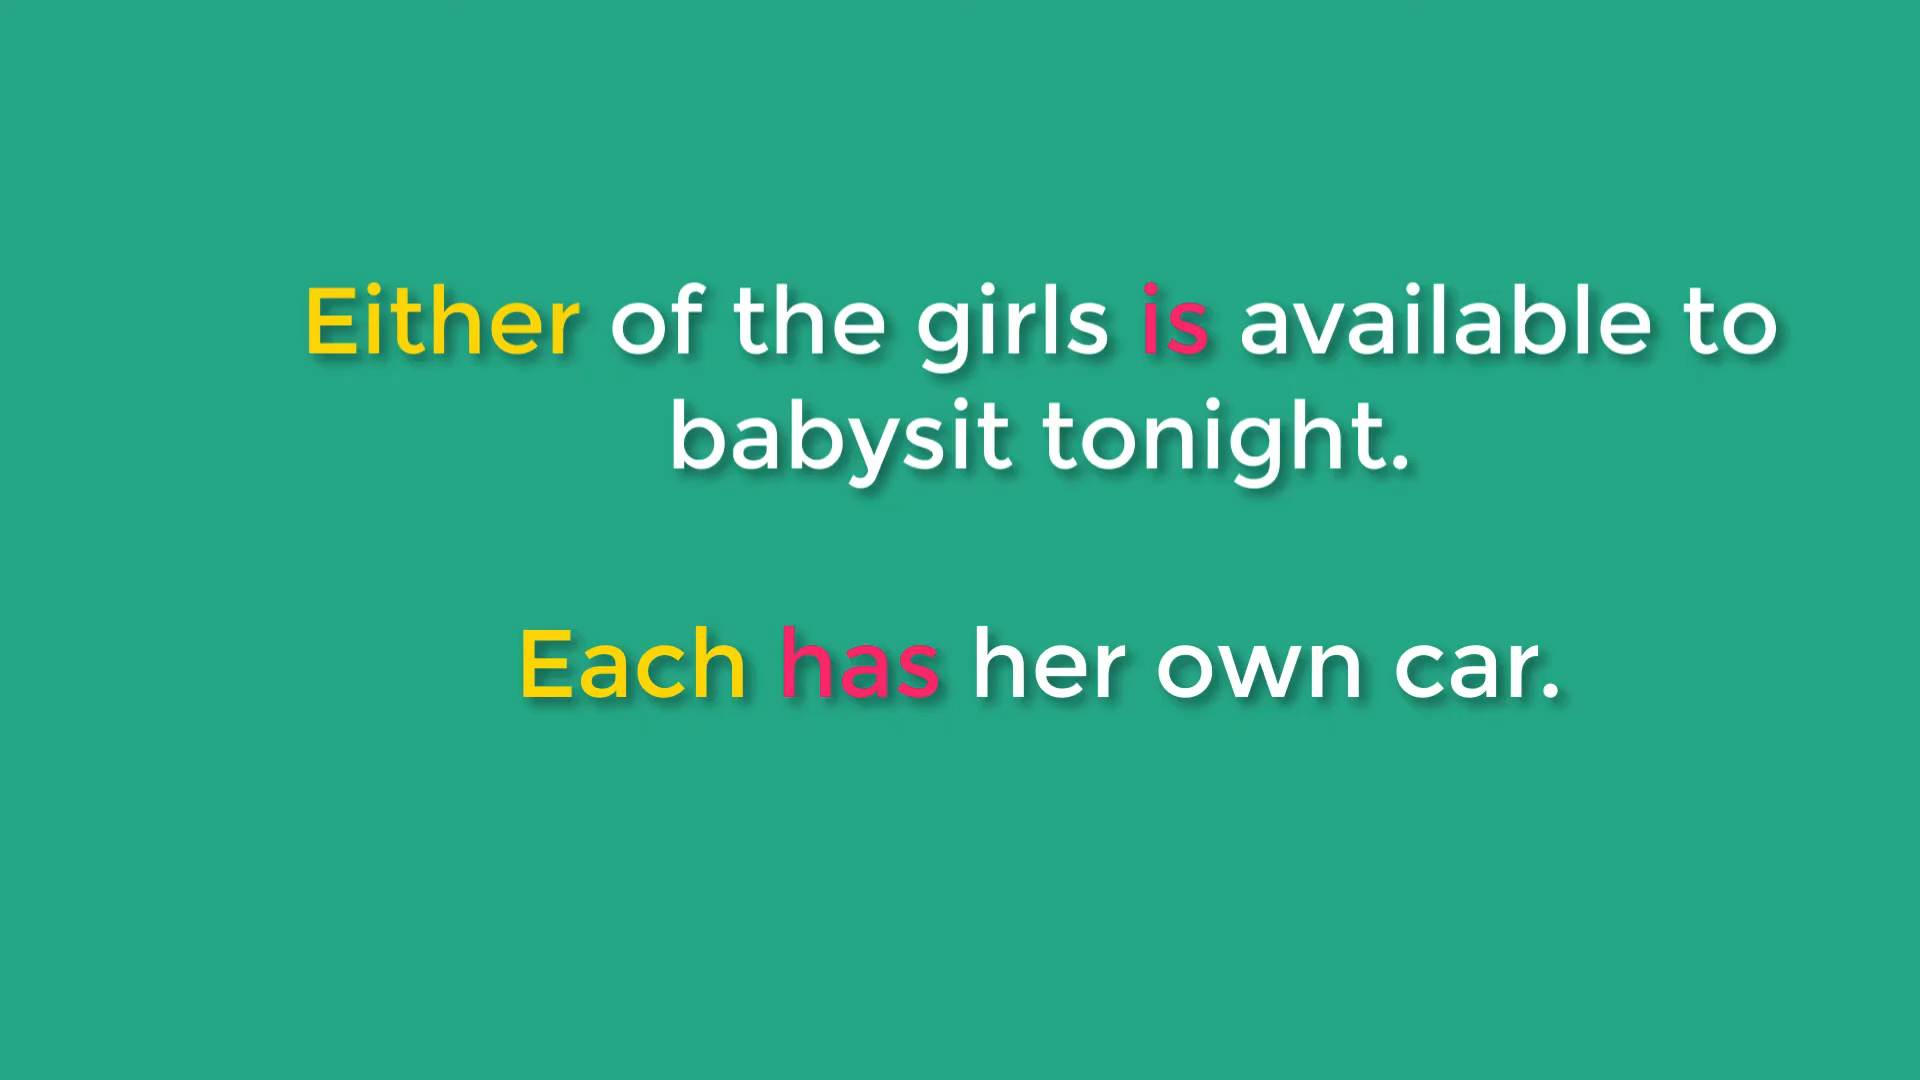 Either of the girls is available to
babysit tonight.
Each has her own car.